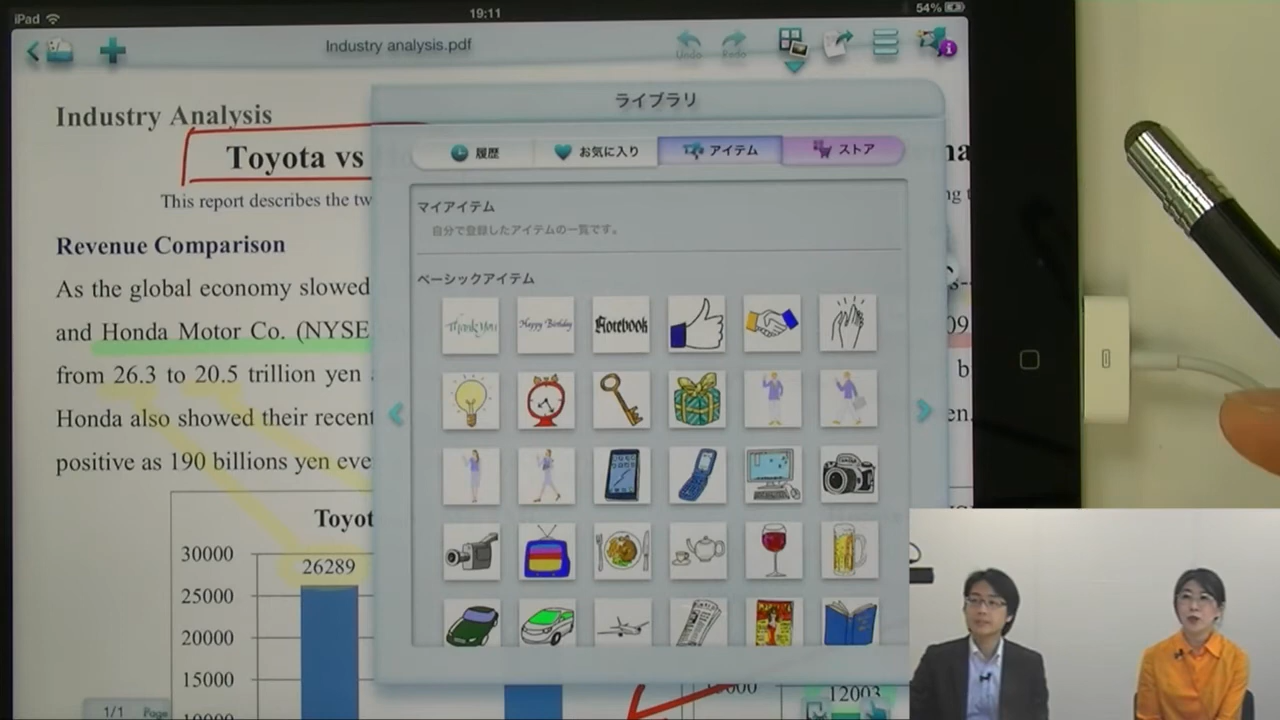 iPad
19:11
54%
Industry analysis.pdf
Undo
Redo
Industry Analysis
Toyota vs
This report describes the tw
Revenue Comparison
As the global economy slowed
and Honda Motor Co. (NYSE
from 26.3 to 20.5 trillion yen
Honda also showed their recent
positive as 190 billions yen eve
Toyot
30000
26289
25000
20000
15000
1/1 Page
ライブラリ
履歴
お気に入り
アイテム
ストア
マイアイテム
自分で登録したアイテムの一覧です。
ベーシックアイテム
Thank You
Happy Birthday
Notebook
09
b
en.
12003